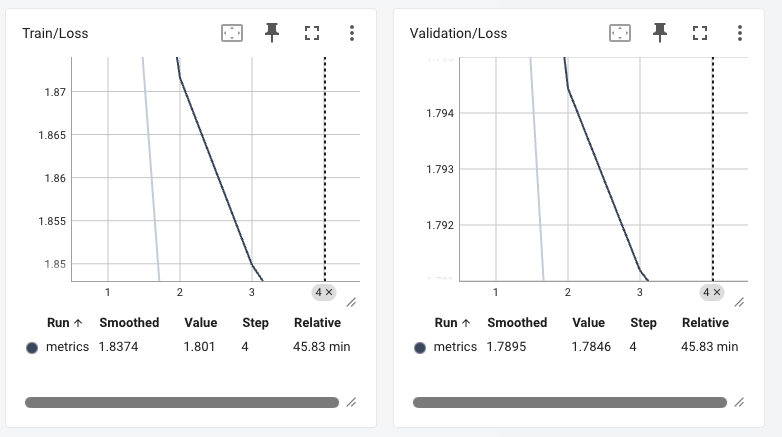 Train/Loss
1.87
1.865
1.86
1.855
1.85
1 2 3 4 ×
Run ↑ Smoothed Value Step Relative
metrics 1.8374 1.801 4 45.83 min
Validation/Loss
1.794
1.793
1.792
1 2 3 4 ×
Run ↑ Smoothed Value Step Relative
metrics 1.7895 1.7846 4 45.83 min